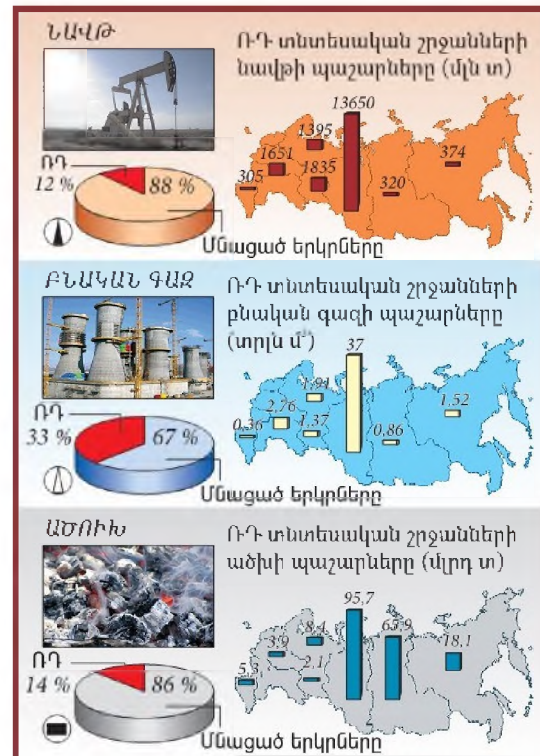 ՆԱՎԹ
ՌԴ տնտեսական շրջանների
նավթի պաշարները (մլն տ)
ՌԴ
12 %
88 %
Մնացած երկրները
305
1651
1395
1835
13650
320
374
ԲՆԱԿԱՆ ԳԱԶ
ՌԴ տնտեսական շրջանների
բնական գազի պաշարները
(տրլն մ³)
ՌԴ
33 %
67 %
Մնացած երկրները
0,36
2,76
1,91
1,37
37
0,86
1,52
ԱԾՈՒԽ
ՌԴ տնտեսական շրջանների
ածխի պաշարները (մլրդ տ)
ՌԴ
14 %
86 %
Մնացած երկրները
5,3
3,9
8,4
2,1
95,7
65,9
18,1